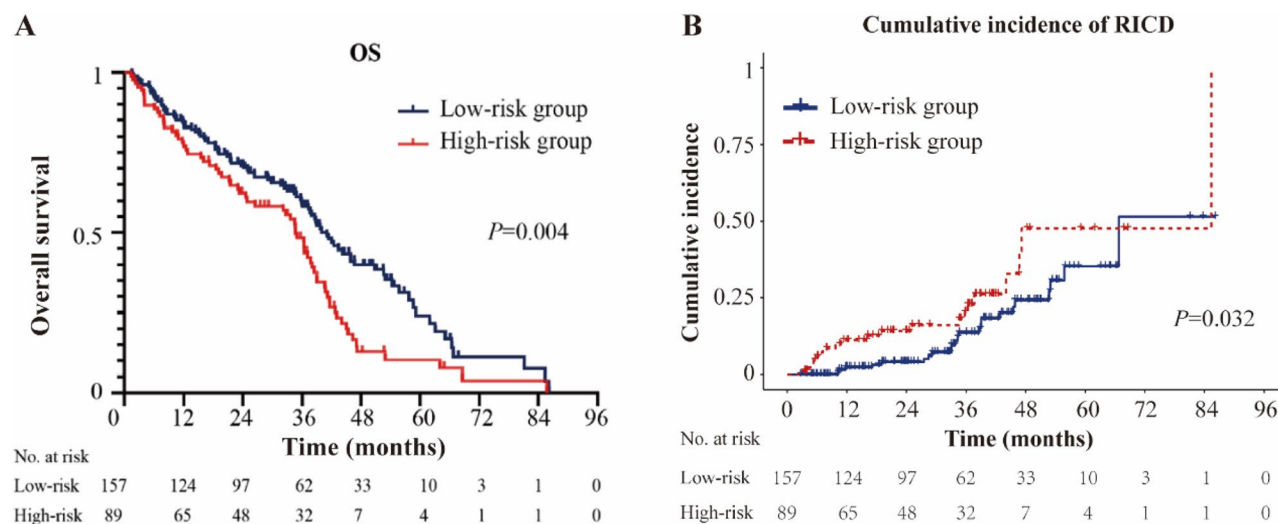 A
OS
1
0.5
0
Overall survival
Low-risk group
High-risk group
P=0.004
0 12 24 36 48 60 72 84 96
Time (months)
No. at risk
Low-risk 157 124 97 62 33 10 3 1 0
High-risk 89 65 48 32 7 4 1 1 0
B
Cumulative incidence of RICD
1
0.75
0.50
0.25
0
Cumulative incidence
Low-risk group
High-risk group
P=0.032
0 12 24 36 48 60 72 84 96
Time (months)
No. at risk
Low-risk 157 124 97 62 33 10 3 1 0
High-risk 89 65 48 32 7 4 1 1 0